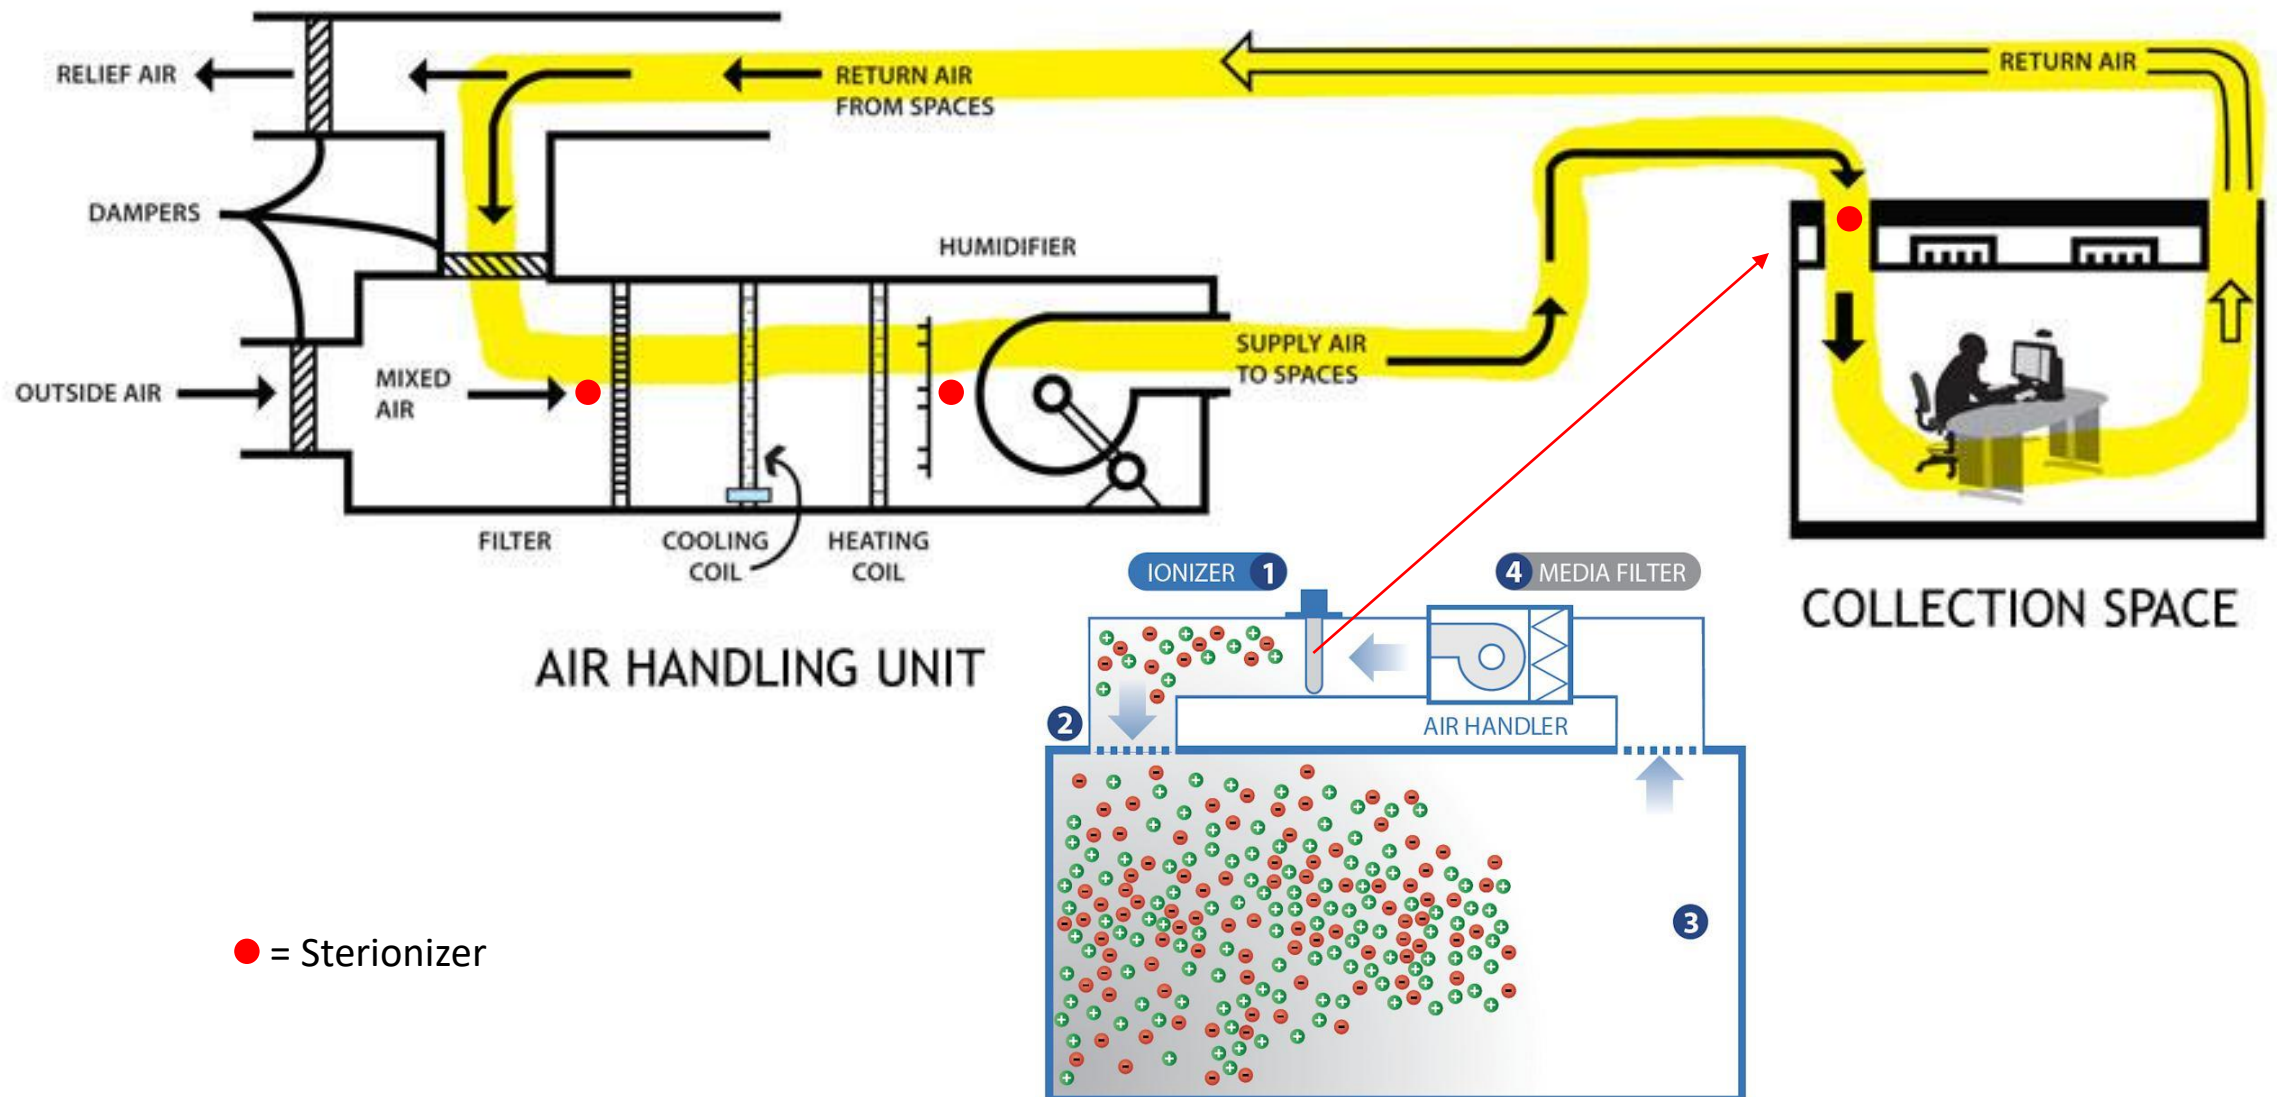 RELIEF AIR
RETURN AIR
FROM SPACES
RETURN AIR
DAMPERS
HUMIDIFIER
OUTSIDE AIR
MIXED
AIR
SUPPLY AIR
TO SPACES
FILTER
COOLING
COIL
HEATING
COIL
AIR HANDLING UNIT
COLLECTION SPACE
IONIZER 1
4 MEDIA FILTER
AIR HANDLER
2
3
= Sterionizer